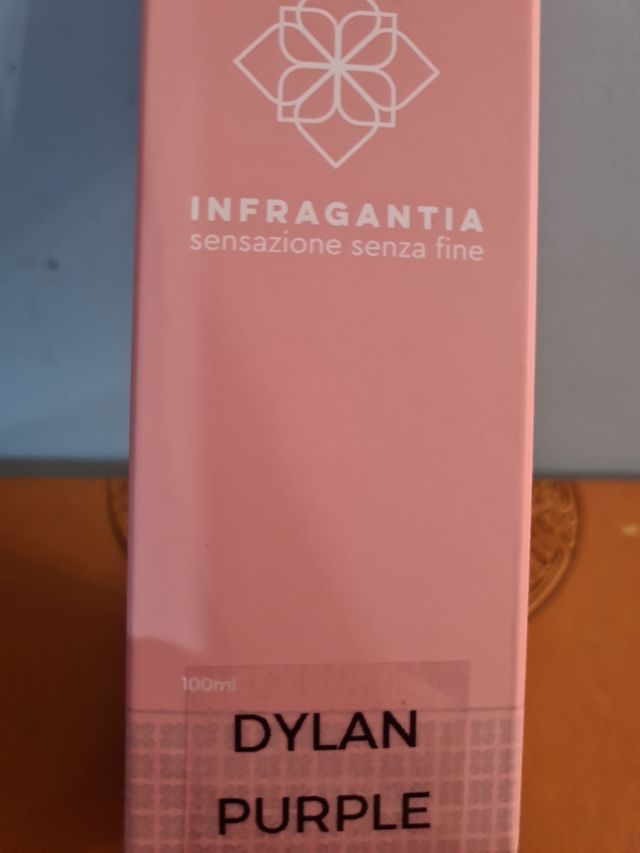 INFRAGANTIA
sensazione senza fine
100ml
DYLAN
PURPLE